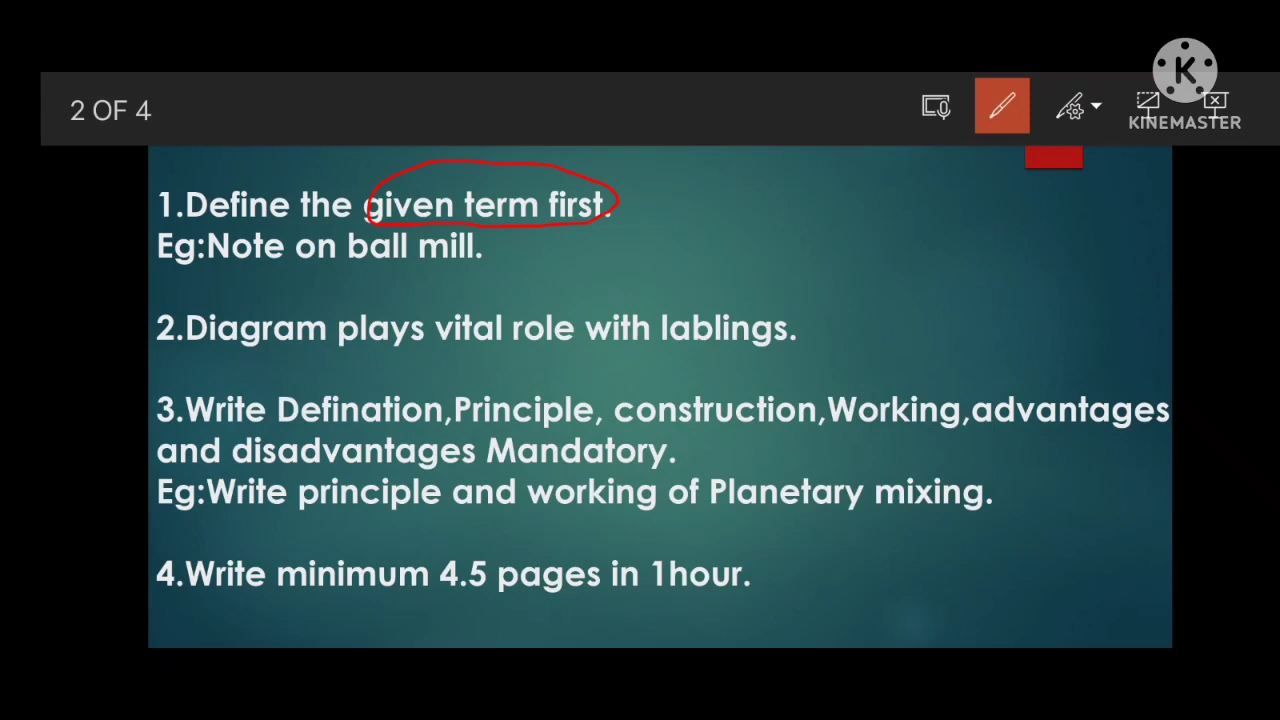 2 OF 4
KINEMASTER
1.Define the given term first.
Eg:Note on ball mill.
2.Diagram plays vital role with lablings.
3.Write Defination,Principle, construction,Working,advantages
and disadvantages Mandatory.
Eg:Write principle and working of Planetary mixing.
4.Write minimum 4.5 pages in 1hour.